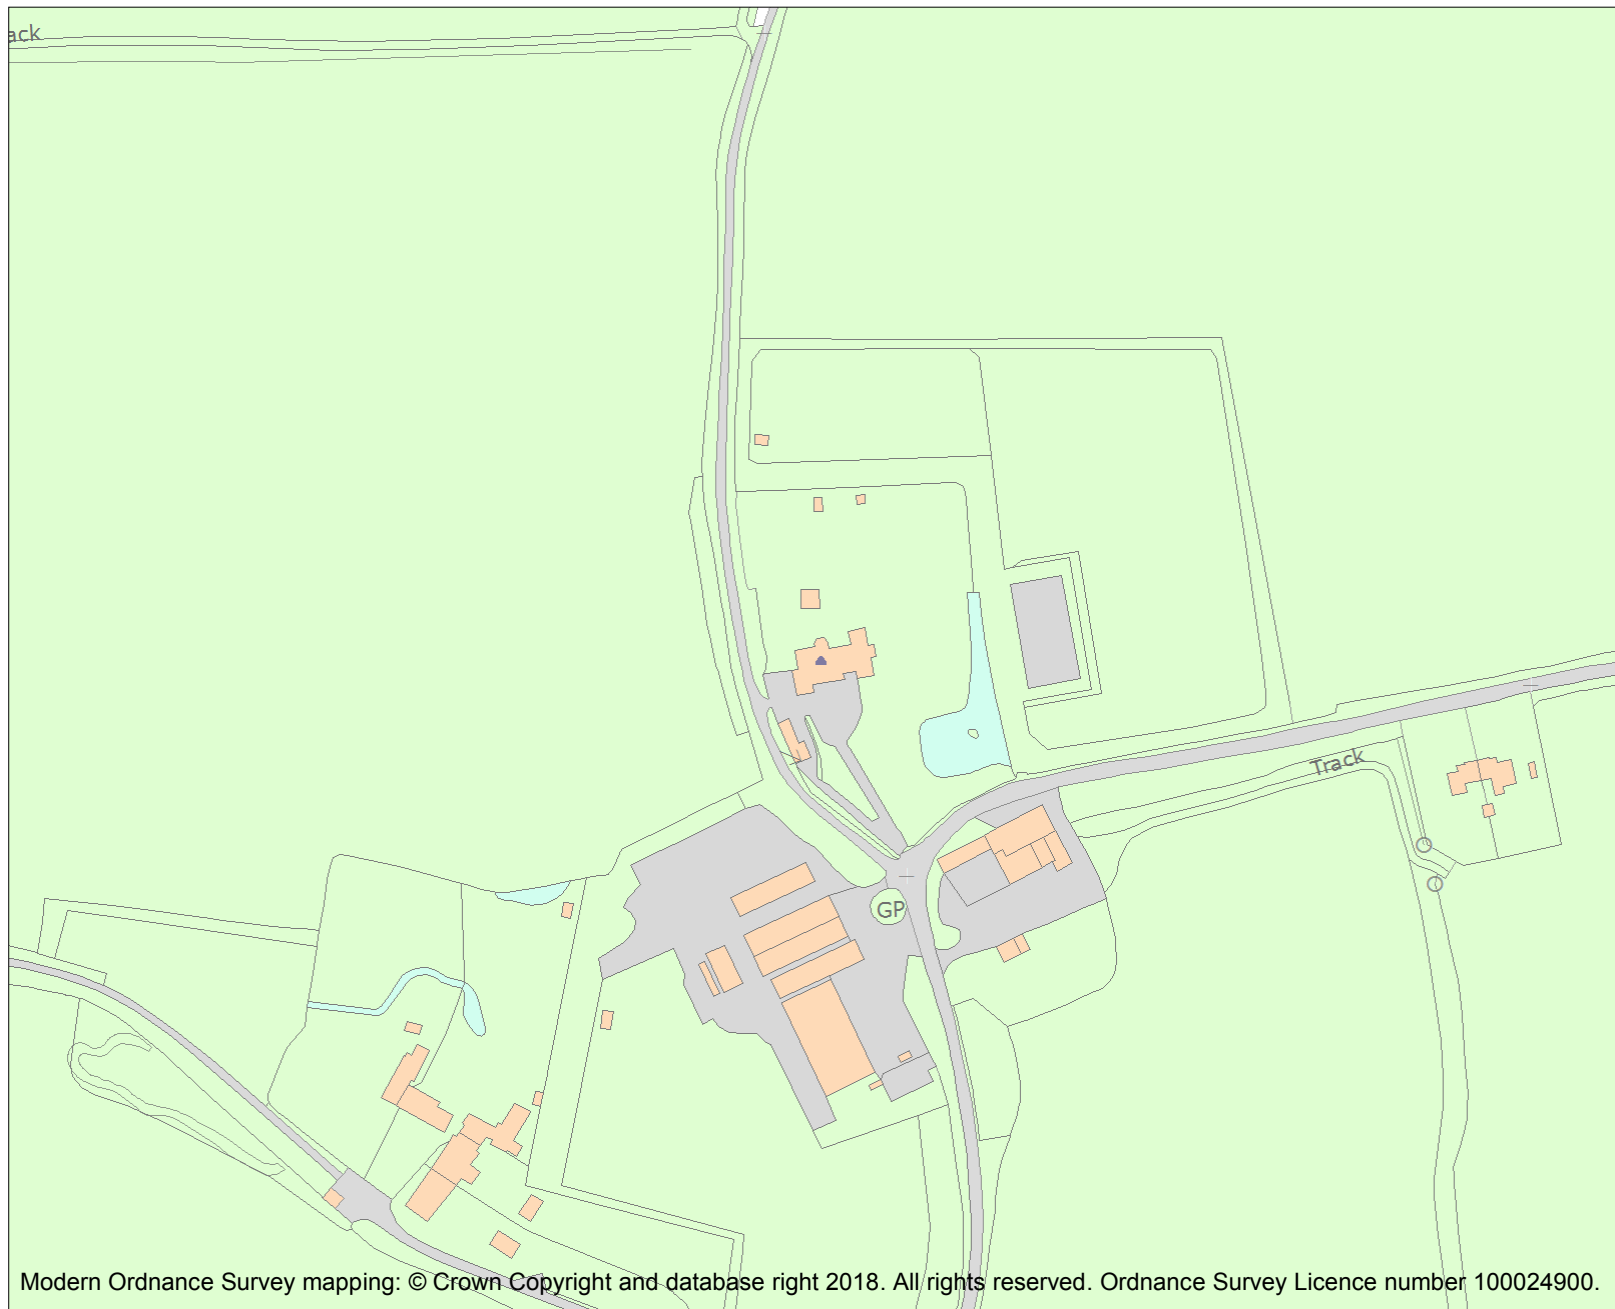 ack
Track
GP
Modern Ordnance Survey mapping: © Crown Copyright and database right 2018. All rights reserved. Ordnance Survey Licence number 100024900.